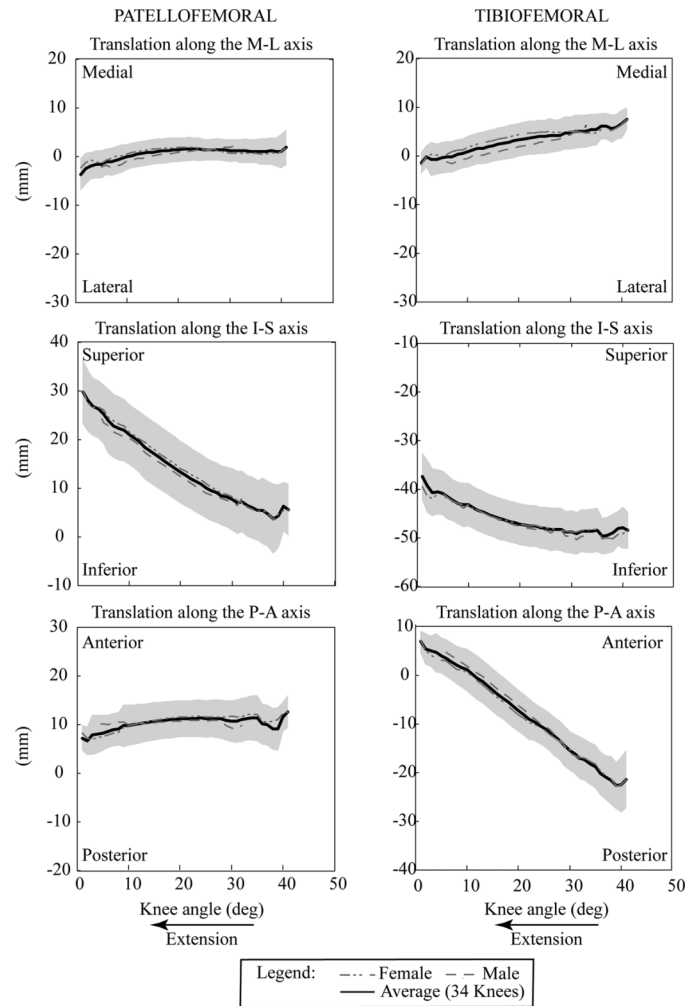 PATELLOFEMORAL
Translation along the M-L axis
20
Medial
10
0
-10
-20
Lateral
-30
(mm)
TIBIOFEMORAL
Translation along the M-L axis
20
Medial
10
0
-10
-20
Lateral
-30
(mm)
Translation along the I-S axis
40
Superior
30
20
10
0
Inferior
-10
(mm)
Translation along the I-S axis
-10
Superior
-20
-30
-40
-50
Inferior
-60
Translation along the P-A axis
30
Anterior
20
10
0
-10
Posterior
-20
(mm)
0 10 20 30 40 50
Knee angle (deg)
Extension
Translation along the P-A axis
10
Anterior
0
-10
-20
-30
Posterior
-40
0 10 20 30 40 50
Knee angle (deg)
Extension
Legend: Female Male
Average (34 Knees)